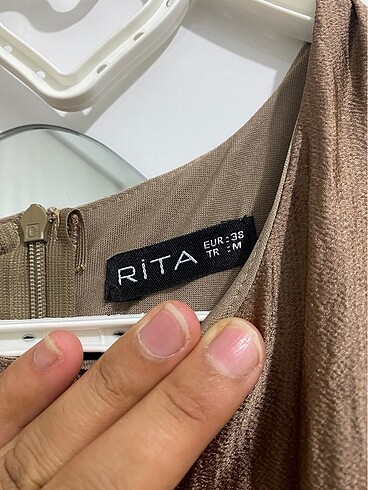 RİTA
EUR : 38
TR : M